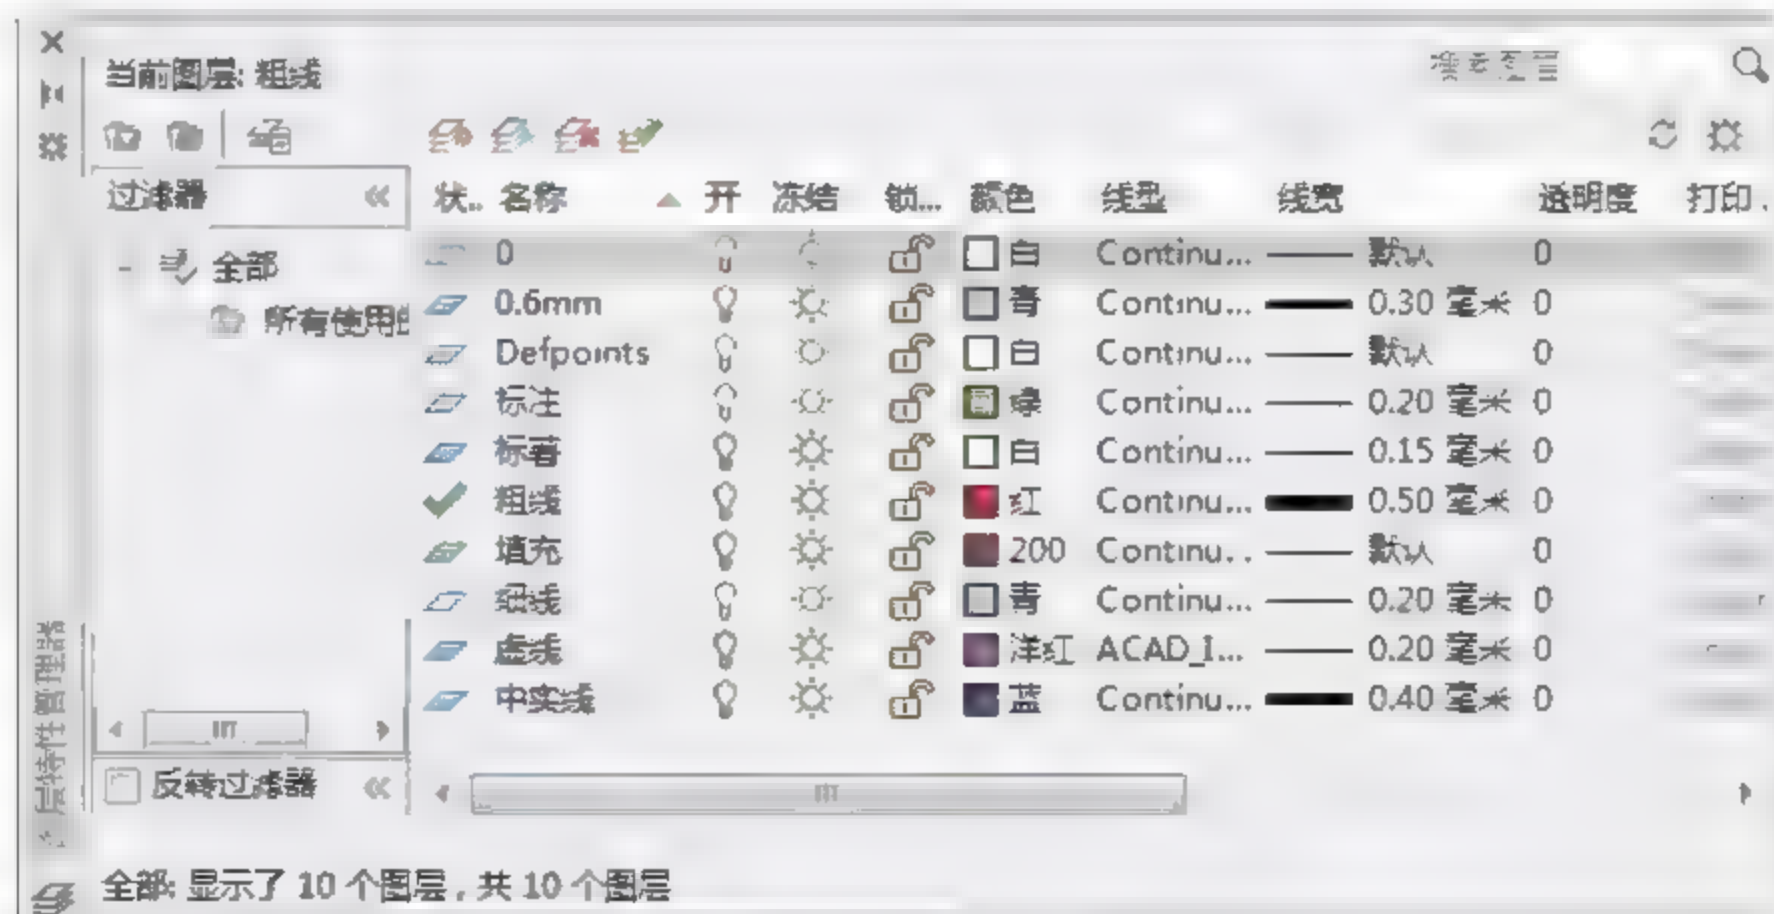 当前图层: 粗线
过滤器
全部
所有使用的
状.. 名称 开 冻结 锁... 颜色 线型 线宽 透明度 打印.
0 白 Continu... 默认 0
0.6mm 青 Continu... 0.30 毫米 0
Defpoints 白 Continu... 默认 0
标注 绿 Continu... 0.20 毫米 0
标著 白 Continu... 0.15 毫米 0
粗线 红 Continu... 0.50 毫米 0
填充 200 Continu... 默认 0
细线 青 Continu... 0.20 毫米 0
虚线 洋红 ACAD_I... 0.20 毫米 0
中实线 蓝 Continu... 0.40 毫米 0
反转过滤器
图层特性管理器
全部: 显示了 10 个图层 , 共 10 个图层